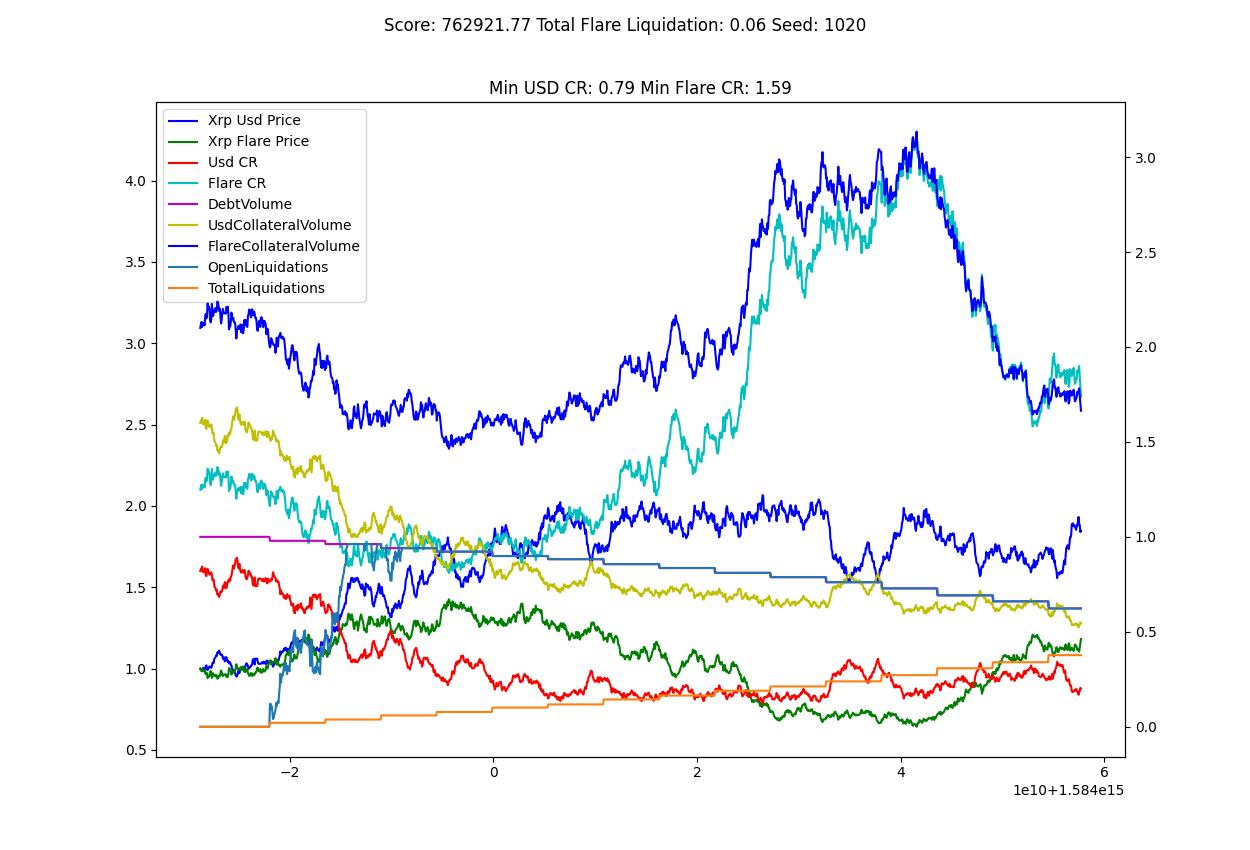 Score: 762921.77 Total Flare Liquidation: 0.06 Seed: 1020
Min USD CR: 0.79 Min Flare CR: 1.59
Xrp Usd Price
Xrp Flare Price
Usd CR
Flare CR
DebtVolume
UsdCollateralVolume
FlareCollateralVolume
OpenLiquidations
TotalLiquidations
4.0
3.5
3.0
2.5
2.0
1.5
1.0
0.5
3.0
2.5
2.0
1.5
1.0
0.5
0.0
−2 0 2 4 6
1e10+1.584e15